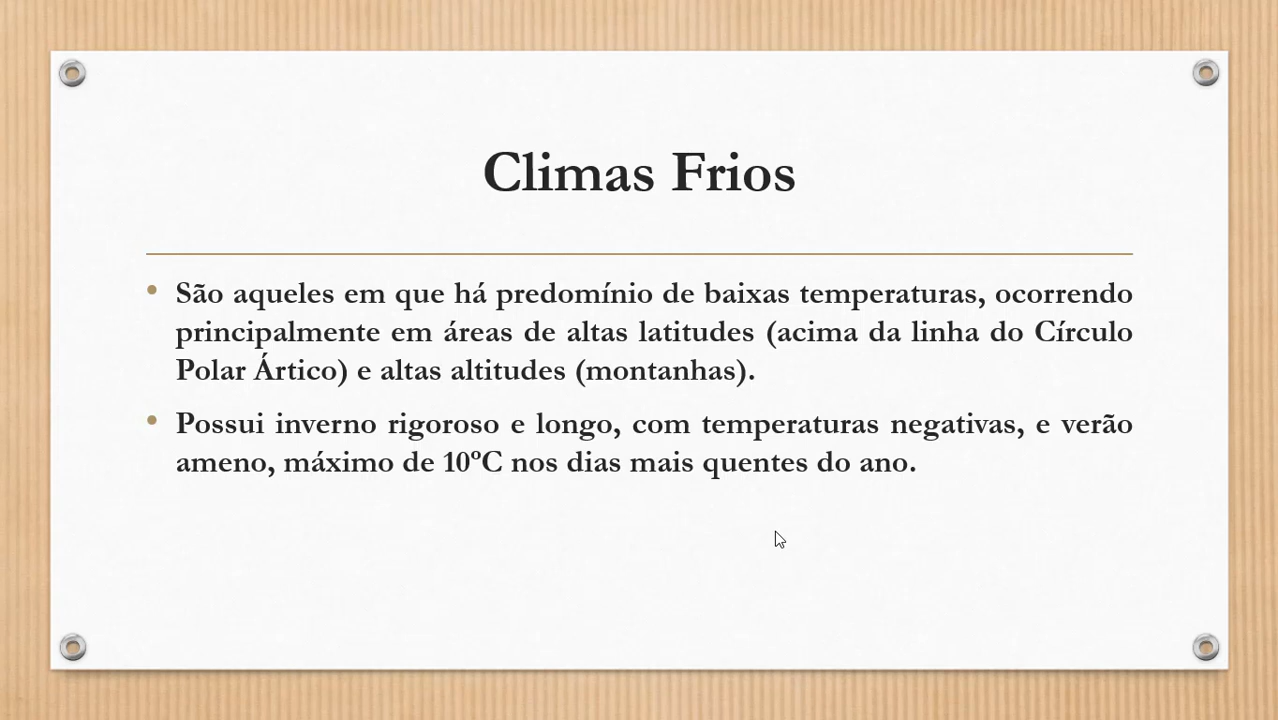 Climas Frios
• São aqueles em que há predomínio de baixas temperaturas, ocorrendo
principalmente em áreas de altas latitudes (acima da linha do Círculo
Polar Ártico) e altas altitudes (montanhas).
• Possui inverno rigoroso e longo, com temperaturas negativas, e verão
ameno, máximo de 10ºC nos dias mais quentes do ano.